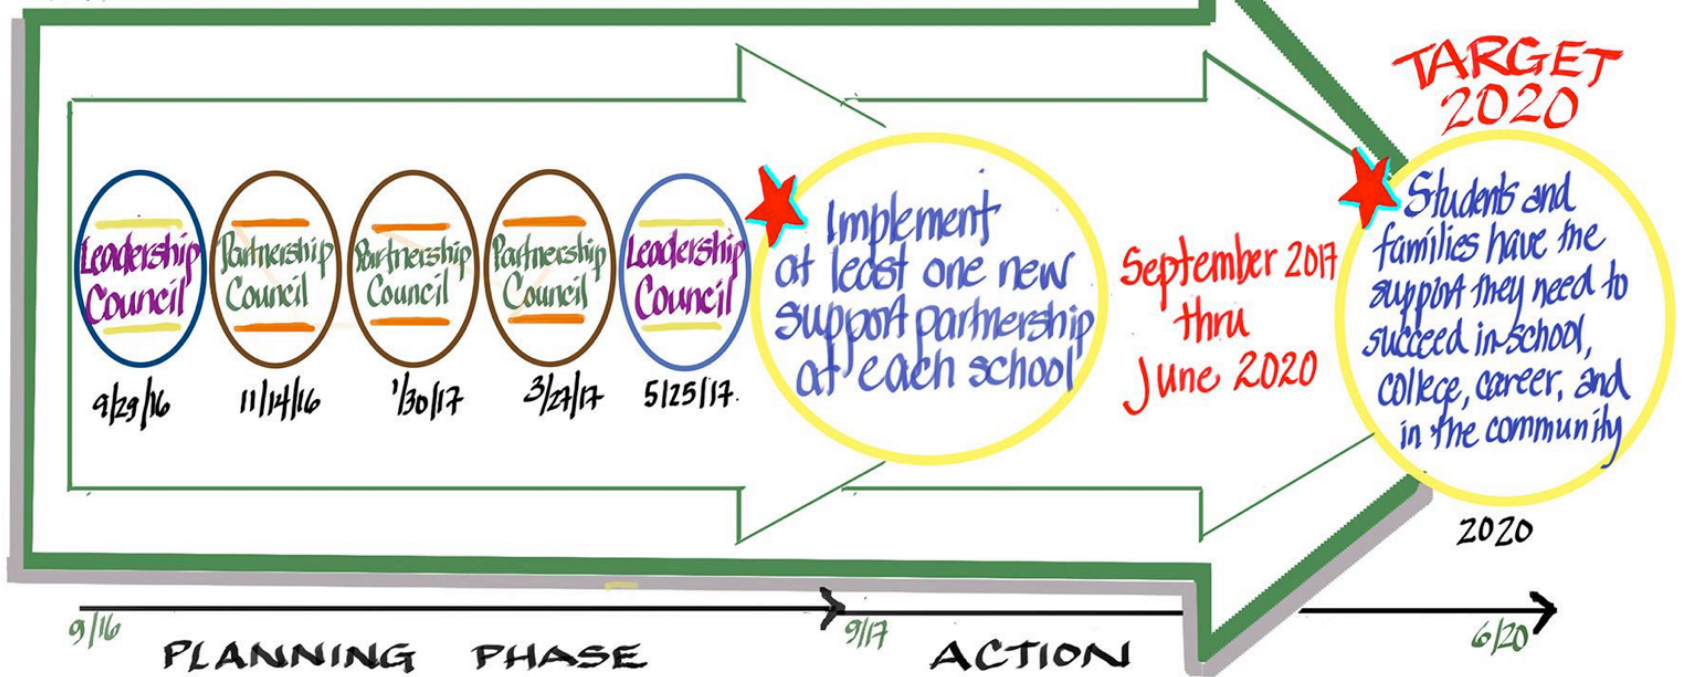 TARGET
2020
Leadership
Council
9/29/16
Partnership
Council
11/14/16
Partnership
Council
1/30/17
Partnership
Council
3/27/17
Leadership
Council
5/25/17.
Implement
at least one new
support partnership
at each school
September 2017
thru
June 2020
Students and
families have the
support they need to
succeed in school,
college, career, and
in the community
2020
9/16
9/17
6/20
PLANNING PHASE
ACTION